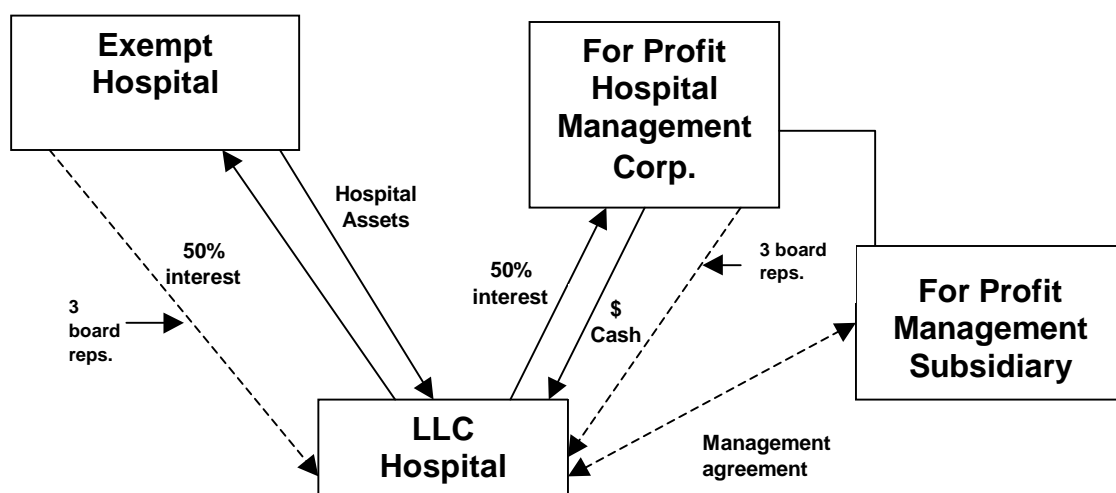 Exempt
Hospital
For Profit
Hospital
Management
Corp.
Hospital
Assets
50%
interest
3
board
reps.
50%
interest
$
Cash
3 board
reps.
For Profit
Management
Subsidiary
LLC
Hospital
Management
agreement